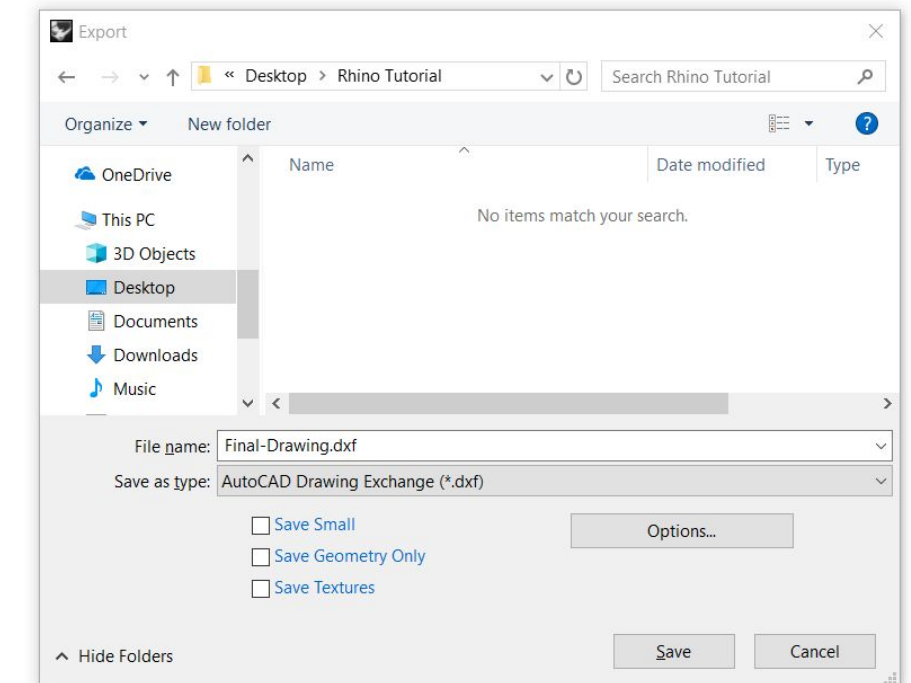 Export
« Desktop > Rhino Tutorial
Search Rhino Tutorial
Organize
New folder
?
Name
Date modified
Type
OneDrive
This PC
3D Objects
Desktop
Documents
Downloads
Music
No items match your search.
File name: Final-Drawing.dxf
Save as type: AutoCAD Drawing Exchange (*.dxf)
Save Small
Options...
Save Geometry Only
Save Textures
Hide Folders
Save
Cancel